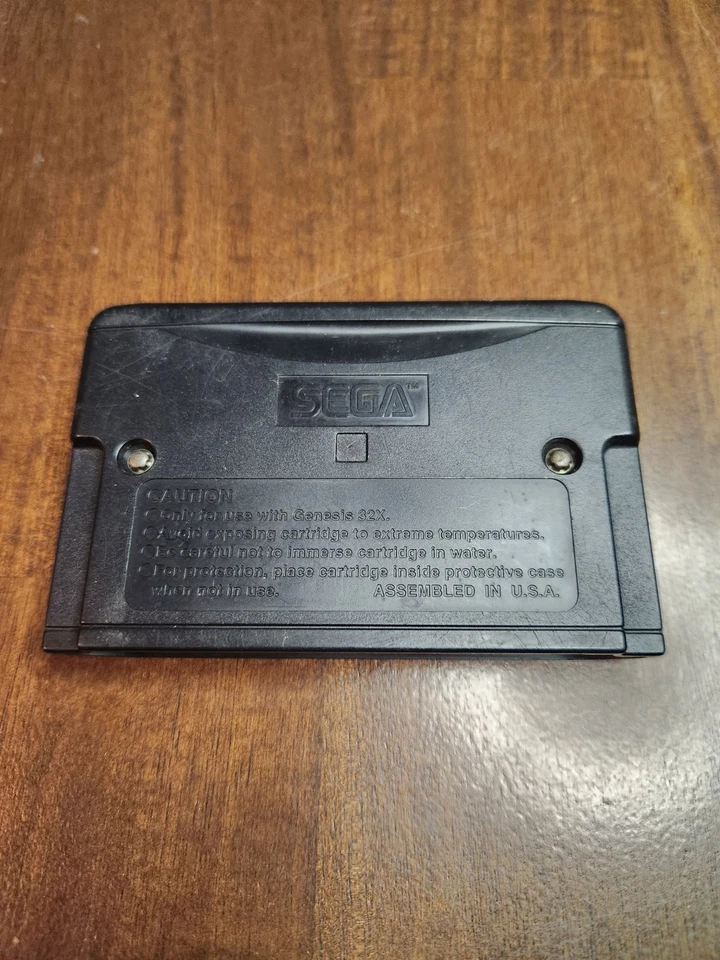 SEGA™
CAUTION
○Only for use with Genesis 32X.
○Avoid exposing cartridge to extreme temperatures.
○Be careful not to immerse cartridge in water.
○For protection, place cartridge inside protective case
when not in use. ASSEMBLED IN U.S.A.